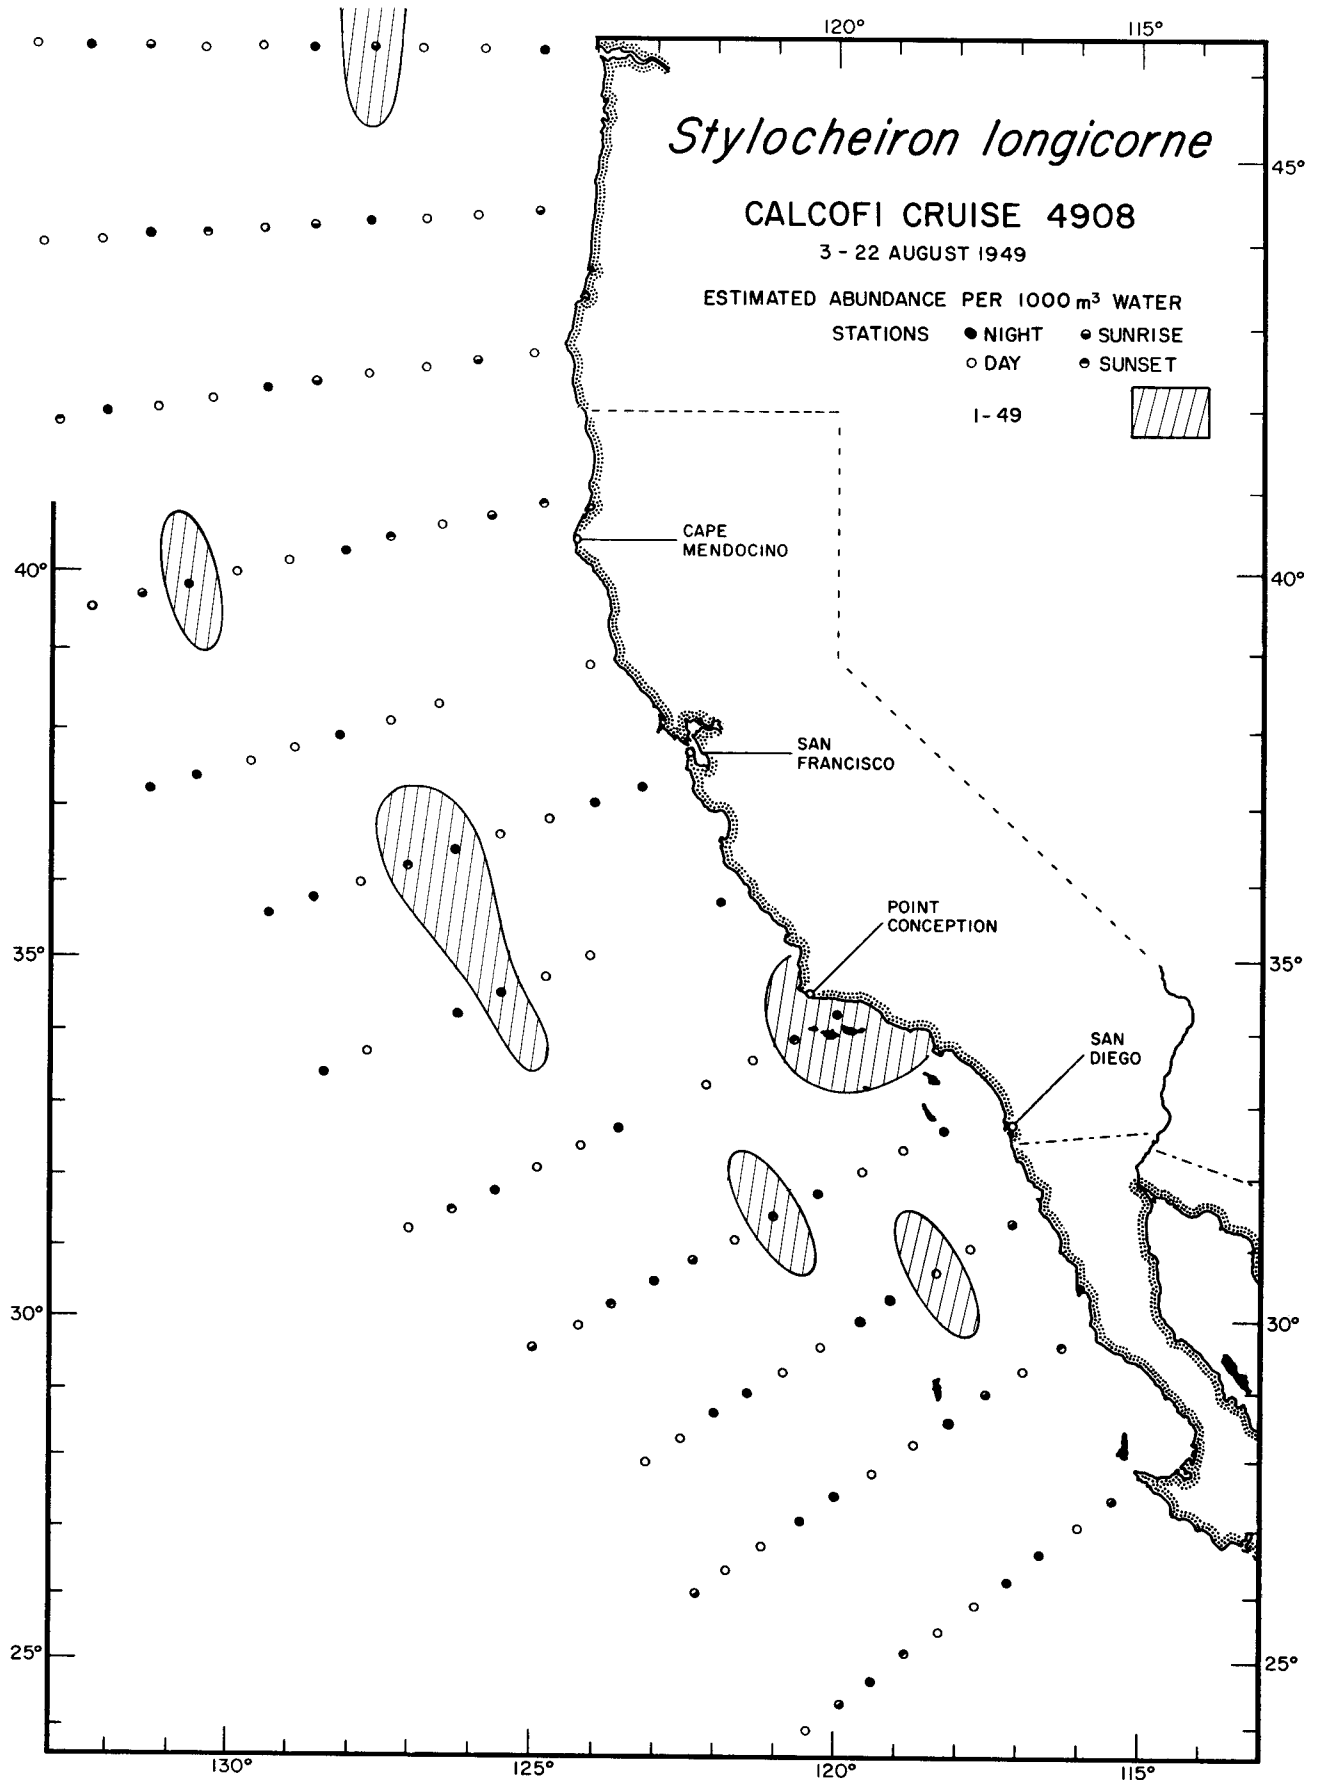 120° 115°
Stylocheiron longicorne
45°
CALCOFI CRUISE 4908
3 - 22 AUGUST 1949
ESTIMATED ABUNDANCE PER 1000 m³ WATER
STATIONS NIGHT SUNRISE
DAY SUNSET
1 - 49
CAPE
MENDOCINO
40° 40°
SAN
FRANCISCO
POINT
CONCEPTION
35° 35°
SAN
DIEGO
30° 30°
25° 25°
130° 125° 120° 115°